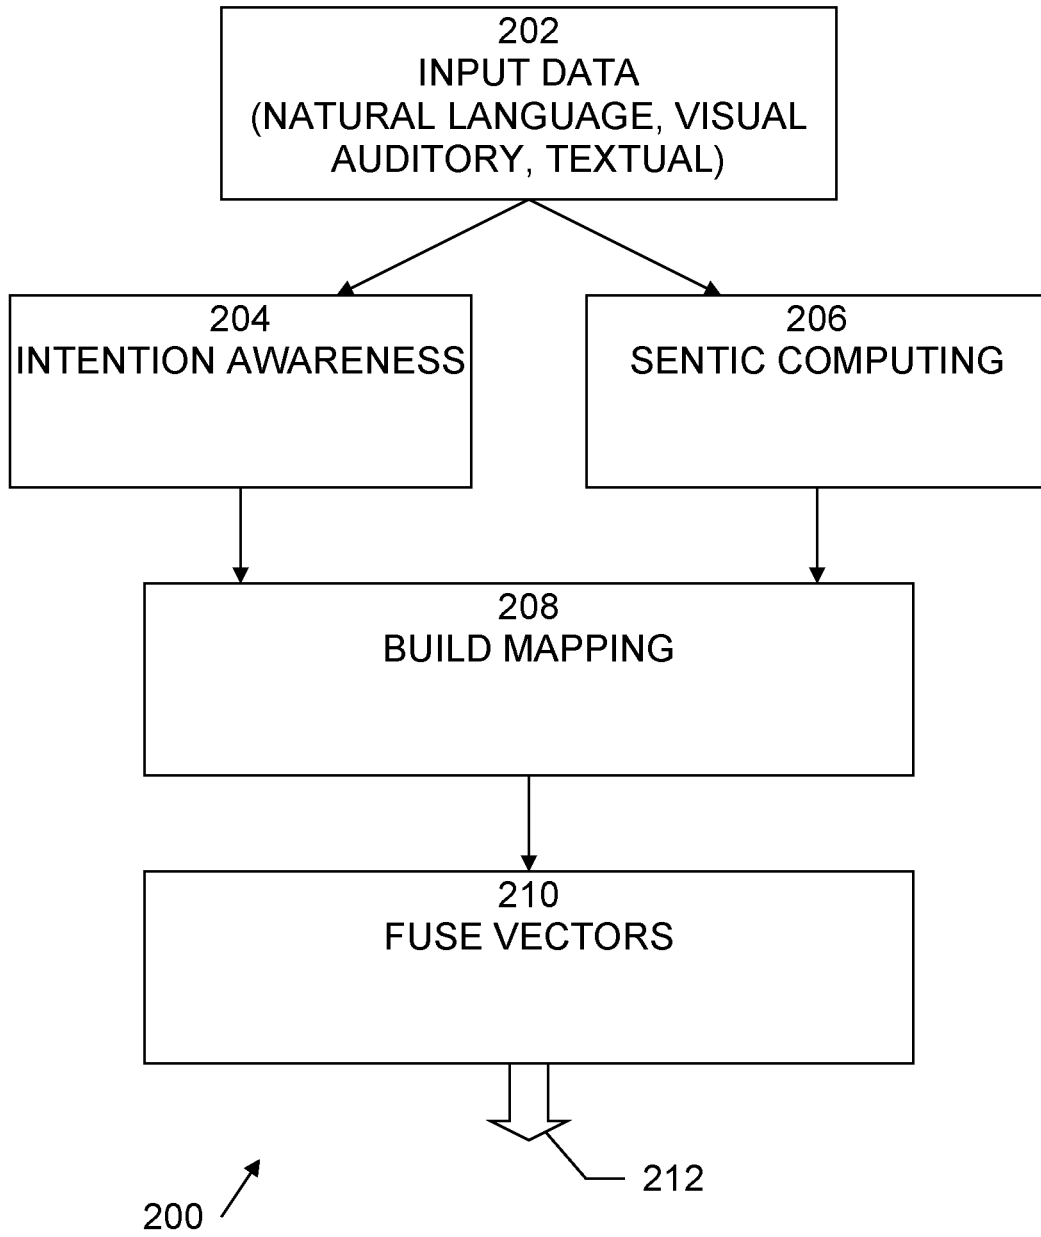 202
INPUT DATA
(NATURAL LANGUAGE, VISUAL
AUDITORY, TEXTUAL)
204
INTENTION AWARENESS
206
SENTIC COMPUTING
208
BUILD MAPPING
210
FUSE VECTORS
212
200